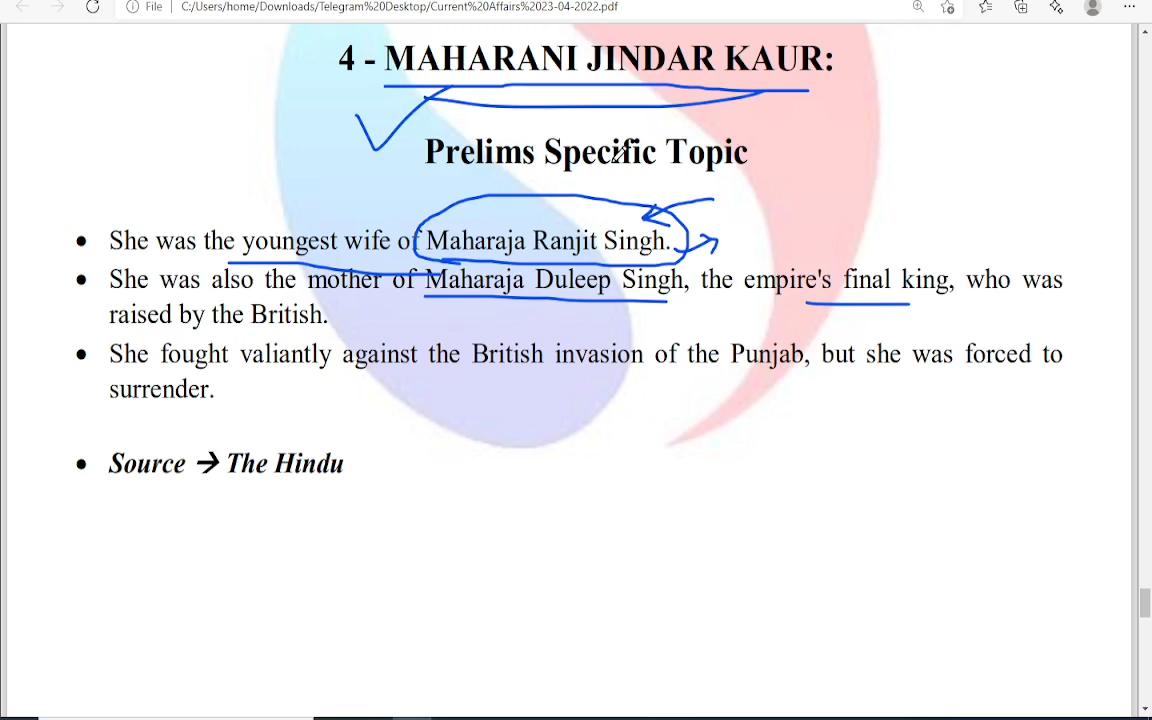 File | C:/Users/home/Downloads/Telegram%20Desktop/Current%20Affairs%2023-04-2022.pdf
4 - MAHARANI JINDAR KAUR:
Prelims Specific Topic
• She was the youngest wife of Maharaja Ranjit Singh.
• She was also the mother of Maharaja Duleep Singh, the empire's final king, who was
raised by the British.
• She fought valiantly against the British invasion of the Punjab, but she was forced to
surrender.
• Source → The Hindu